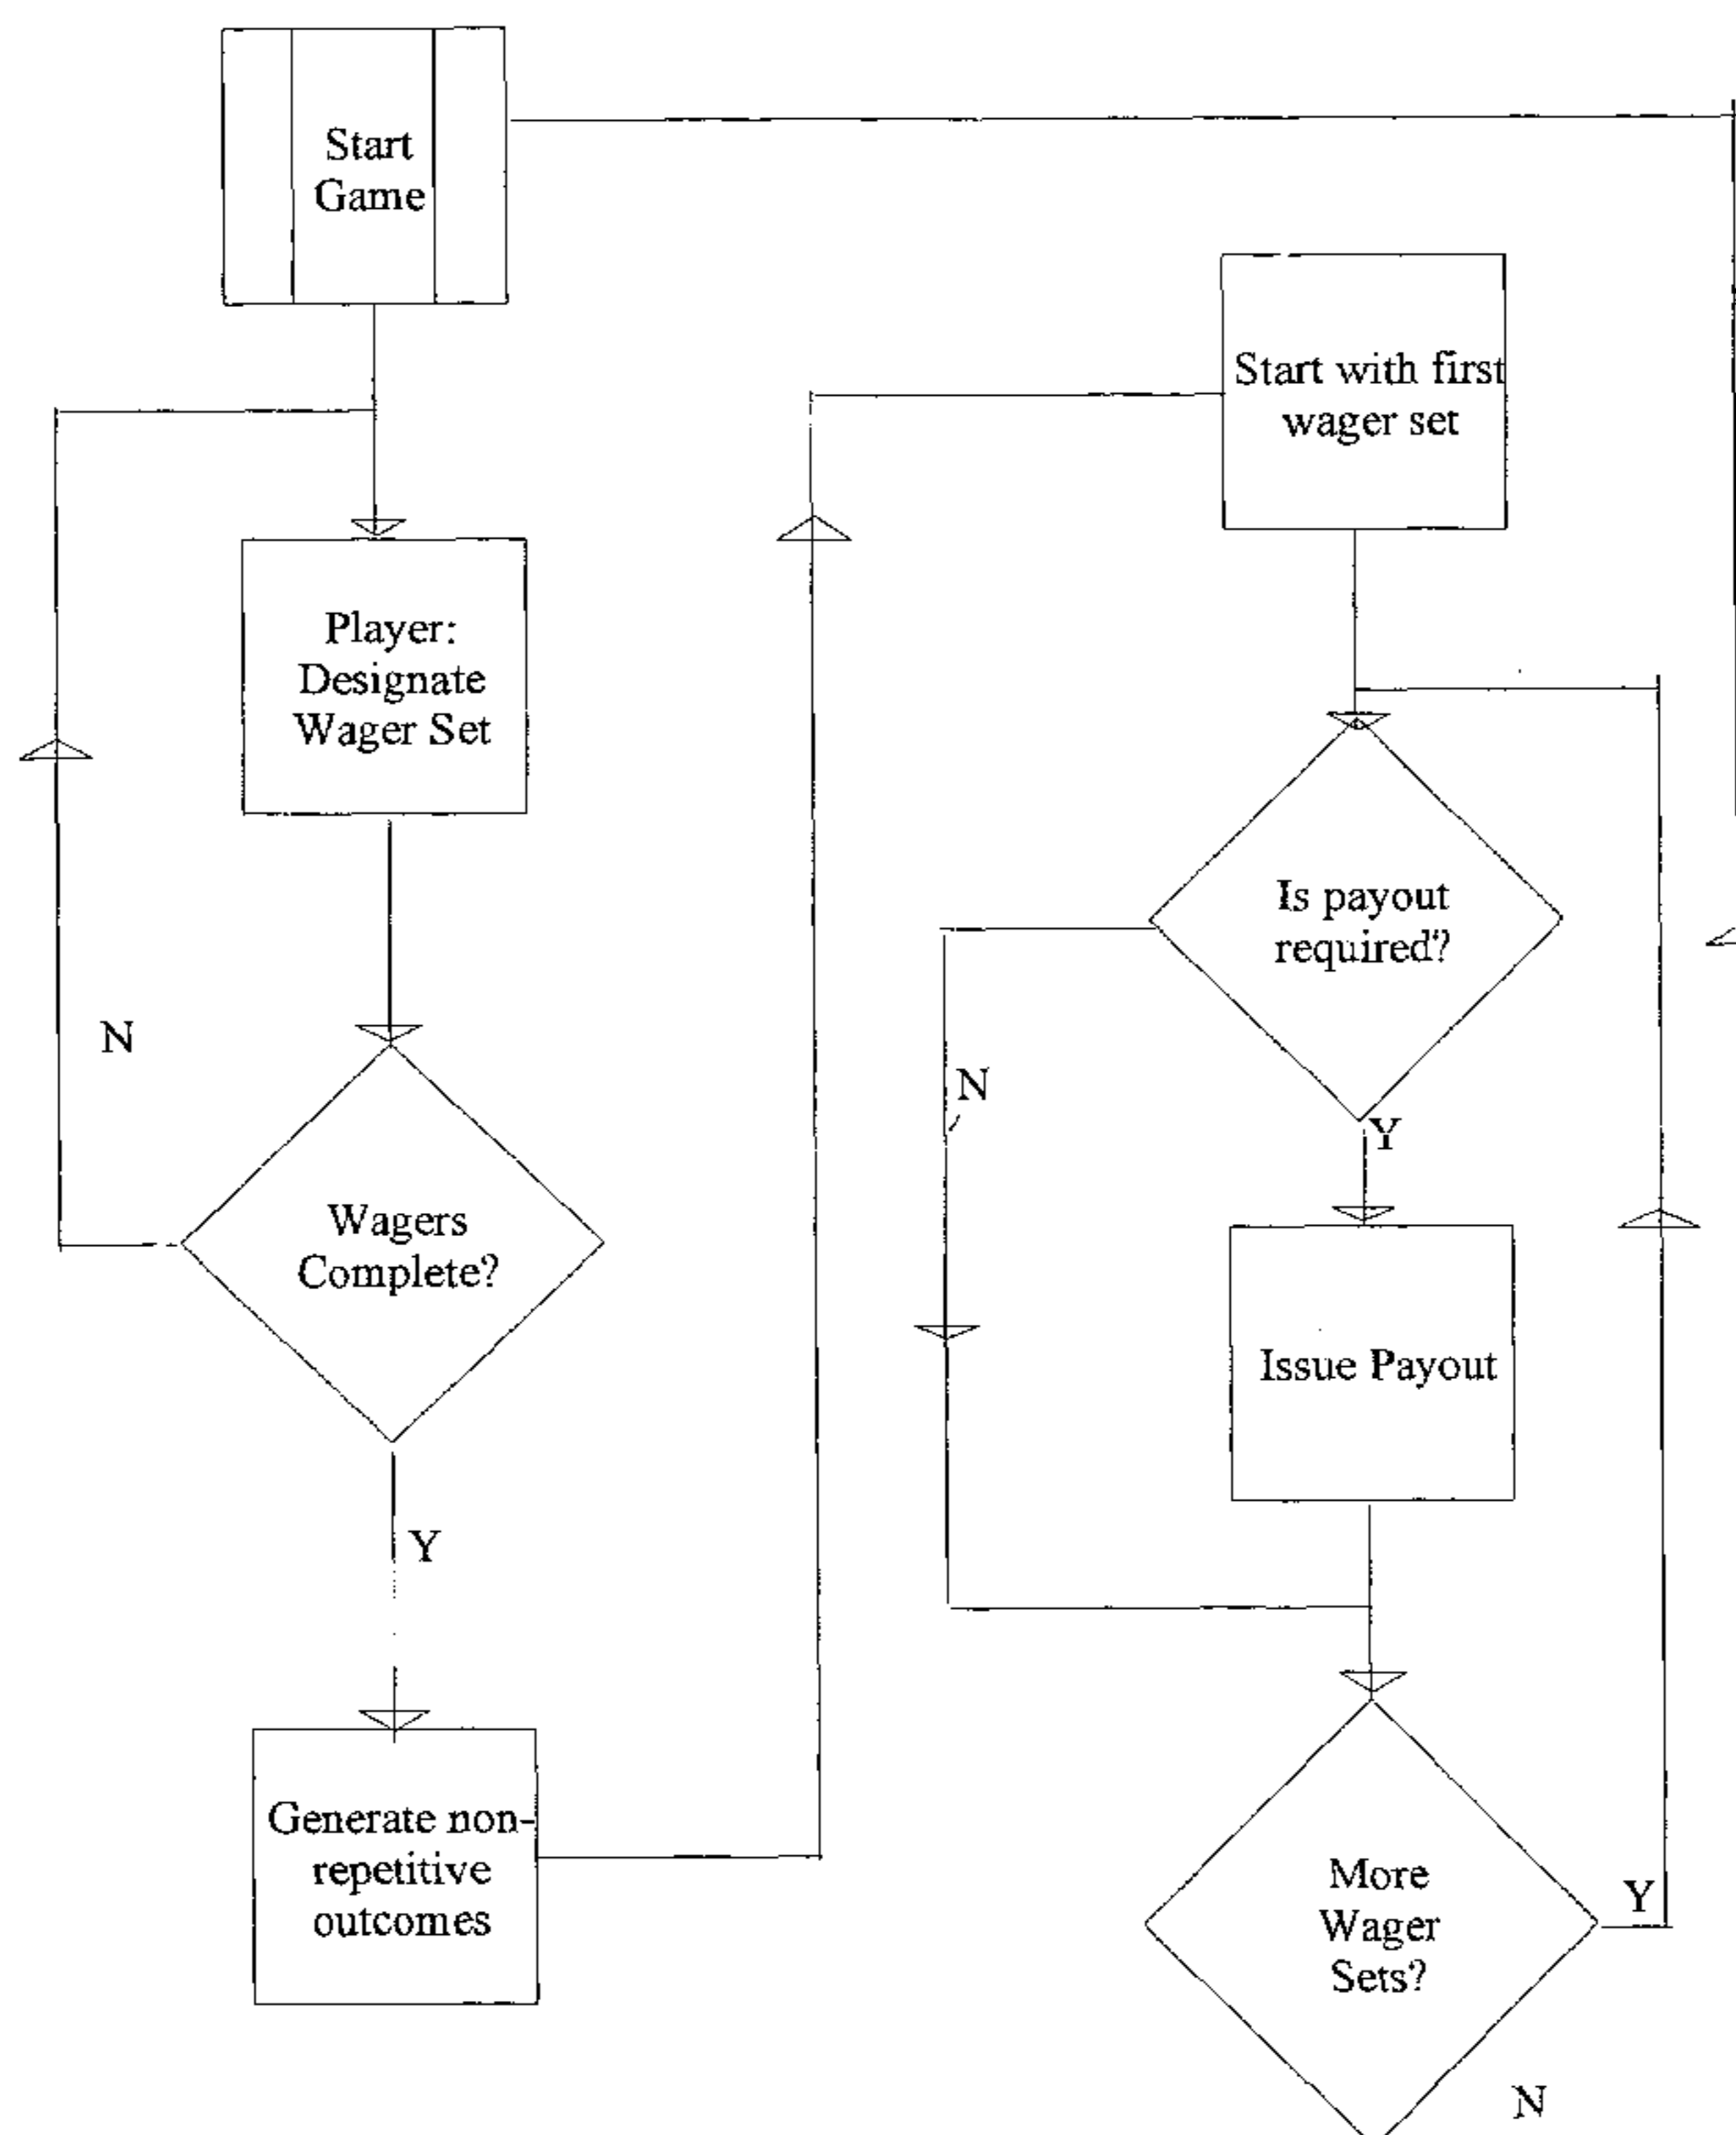 Start
Game
Player:
Designate
Wager Set
N
Wagers
Complete?
Y
Generate non-
repetitive
outcomes
Start with first
wager set
Is payout
required?
N
Y
Issue Payout
More
Wager
Sets?
Y
N